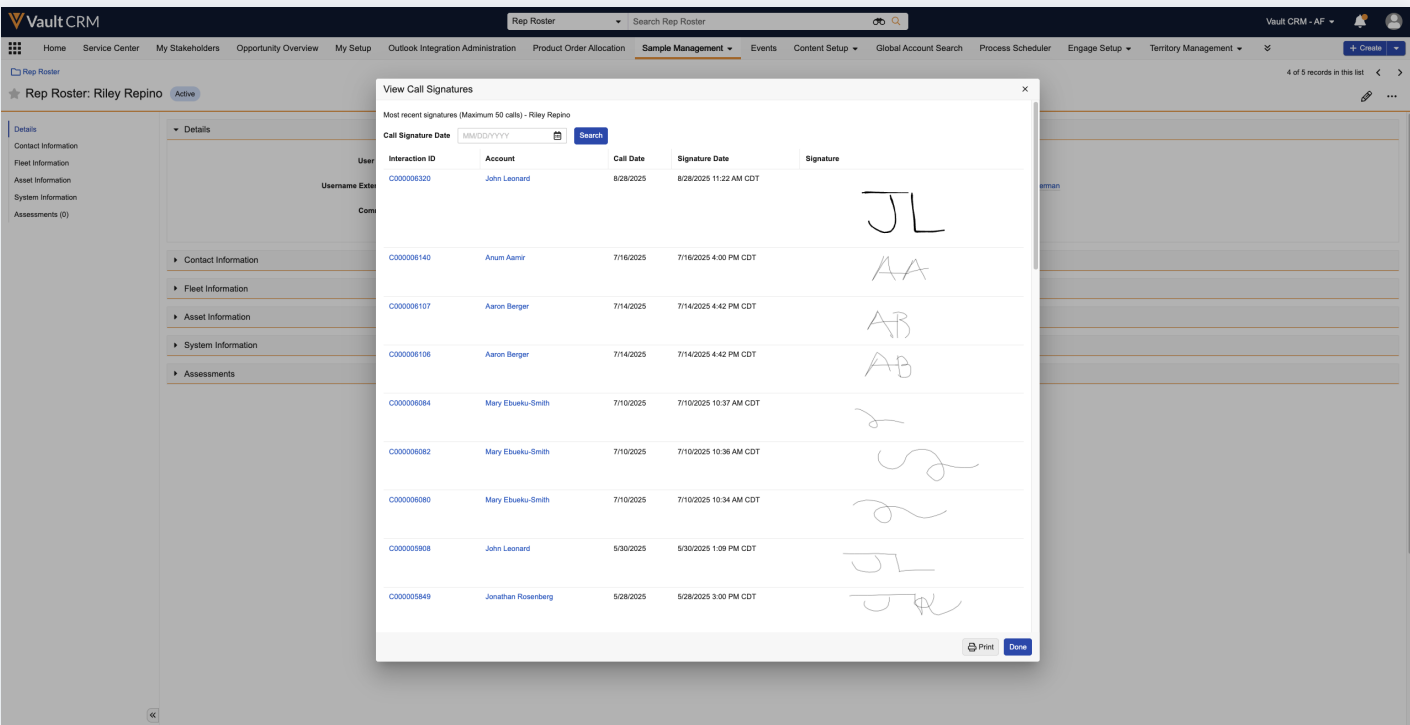 Vault CRM
Rep Roster Search Rep Roster
Vault CRM - AF
Home Service Center My Stakeholders Opportunity Overview My Setup Outlook Integration Administration Product Order Allocation Sample Management Events Content Setup Global Account Search Process Scheduler Engage Setup Territory Management + Create
Rep Roster
4 of 5 records in this list
Rep Roster: Riley Repino Active
Details
Contact Information
Fleet Information
Asset Information
System Information
Assessments (0)
Details
User
Username Exter
Com
erman
Contact Information
Fleet Information
Asset Information
System Information
Assessments
View Call Signatures
Most recent signatures (Maximum 50 calls) - Riley Repino
Call Signature Date MM/DD/YYYY Search
Interaction ID Account Call Date Signature Date Signature
C000006320 John Leonard 8/28/2025 8/28/2025 11:22 AM CDT JL
C000006140 Anum Aamir 7/16/2025 7/16/2025 4:00 PM CDT AA
C000006107 Aaron Berger 7/14/2025 7/14/2025 4:42 PM CDT AB
C000006106 Aaron Berger 7/14/2025 7/14/2025 4:42 PM CDT AB
C000006084 Mary Ebueku-Smith 7/10/2025 7/10/2025 10:37 AM CDT
C000006082 Mary Ebueku-Smith 7/10/2025 7/10/2025 10:36 AM CDT
C000006080 Mary Ebueku-Smith 7/10/2025 7/10/2025 10:34 AM CDT
C000005908 John Leonard 5/30/2025 5/30/2025 1:09 PM CDT JL
C000005849 Jonathan Rosenberg 5/28/2025 5/28/2025 3:00 PM CDT JR
Print Done